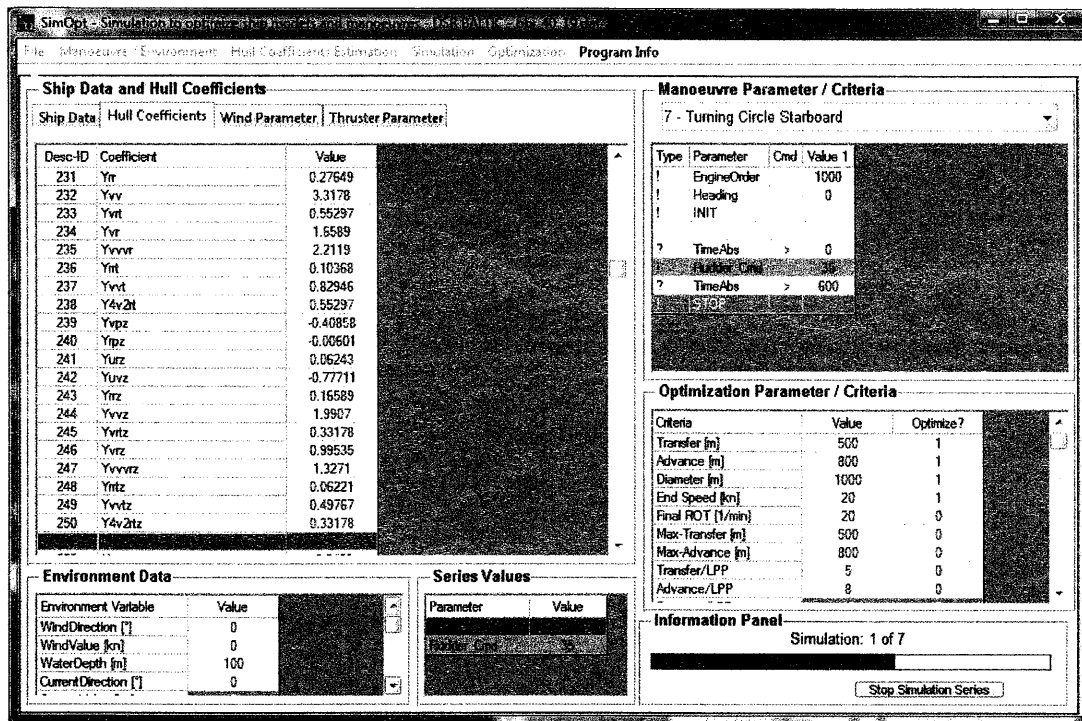 SimOpt - Simulation to optimize ship handling and manoeuvre
File Manoeuvre / Environment Hull Coefficients Estimation Simulation Optimization Program Info
Ship Data and Hull Coefficients
Ship Data Hull Coefficients Wind Parameter Thruster Parameter
Desc-ID Coefficient Value
231 Yrr 0.27649
232 Yvv 3.3178
233 Yvrt 0.55297
234 Yvr 1.6589
235 Yvvvr 2.2119
236 Yrrt 0.10368
237 Yvvt 0.82946
238 Y4v2rt 0.55297
239 Yvpz -0.40858
240 Yrpz -0.00601
241 Yurz 0.06243
242 Yuvz -0.77711
243 Yrrz 0.16589
244 Yvvz 1.9907
245 Yvrtz 0.33178
246 Yvrz 0.99535
247 Yvvvrz 1.3271
248 Yrrtz 0.06221
249 Yvvtz 0.49767
250 Y4v2rtz 0.33178
Environment Data
Environment Variable Value
WindDirection [°] 0
WindValue [kn] 0
WaterDepth [m] 100
CurrentDirection [°] 0
Series Values
Parameter Value
Rudder_Cmd 35
Manoeuvre Parameter / Criteria
7 - Turning Circle Starboard
Type Parameter Cmd Value 1
! EngineOrder 1000
! Heading 0
! INIT
? TimeAbs > 0
! Rudder_Cmd 35
? TimeAbs > 600
! STOP
Optimization Parameter / Criteria
Criteria Value Optimize?
Transfer [m] 500 1
Advance [m] 800 1
Diameter [m] 1000 1
End Speed [kn] 20 1
Final ROT [1/min] 20 0
Max-Transfer [m] 500 0
Max-Advance [m] 800 0
Transfer/LPP 5 0
Advance/LPP 8 0
Information Panel
Simulation: 1 of 7
Stop Simulation Series